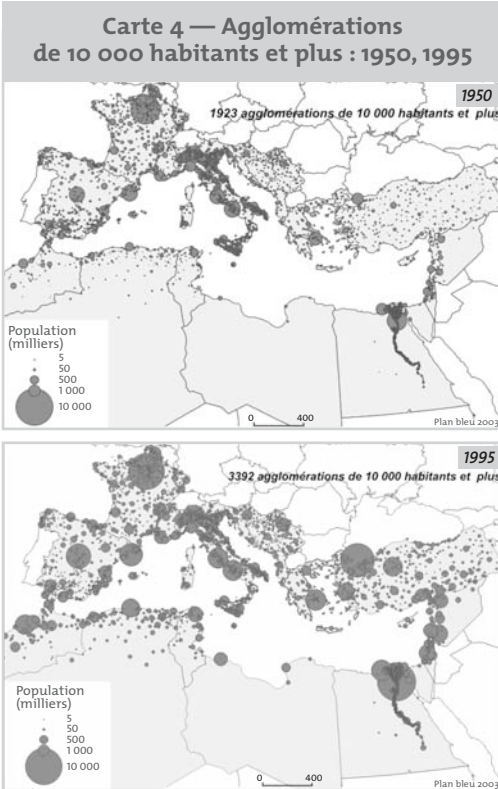 Carte 4 — Agglomérations
de 10 000 habitants et plus : 1950, 1995
1950
1923 agglomérations de 10 000 habitants et plus
Population
(milliers)
5
50
500
1 000
10 000
0 400
Plan bleu 2003
1995
3392 agglomérations de 10 000 habitants et plus
Population
(milliers)
5
50
500
1 000
10 000
0 400
Plan bleu 2003